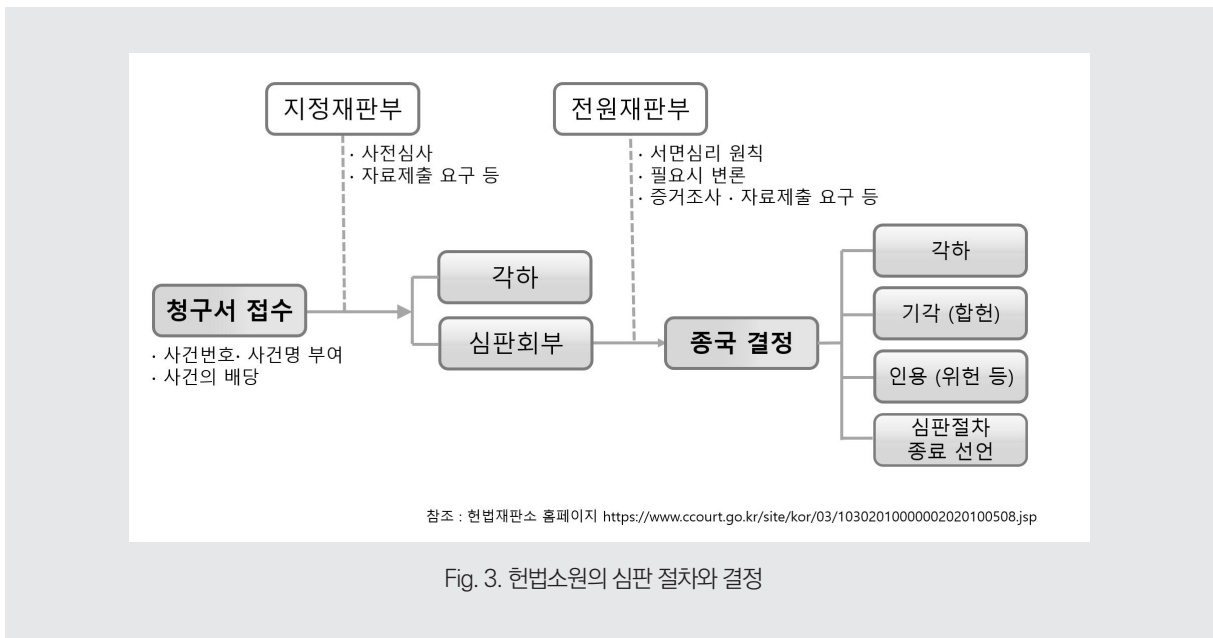 지정재판부
· 사전심사
· 자료제출 요구 등
전원재판부
· 서면심리 원칙
· 필요시 변론
· 증거조사 · 자료제출 요구 등
청구서 접수
· 사건번호· 사건명 부여
· 사건의 배당
각하
심판회부
종국 결정
각하
기각 (합헌)
인용 (위헌 등)
심판절차
종료 선언
참조 : 헌법재판소 홈페이지 https://www.ccourt.go.kr/site/kor/03/10302010000002020100508.jsp
Fig. 3. 헌법소원의 심판 절차와 결정